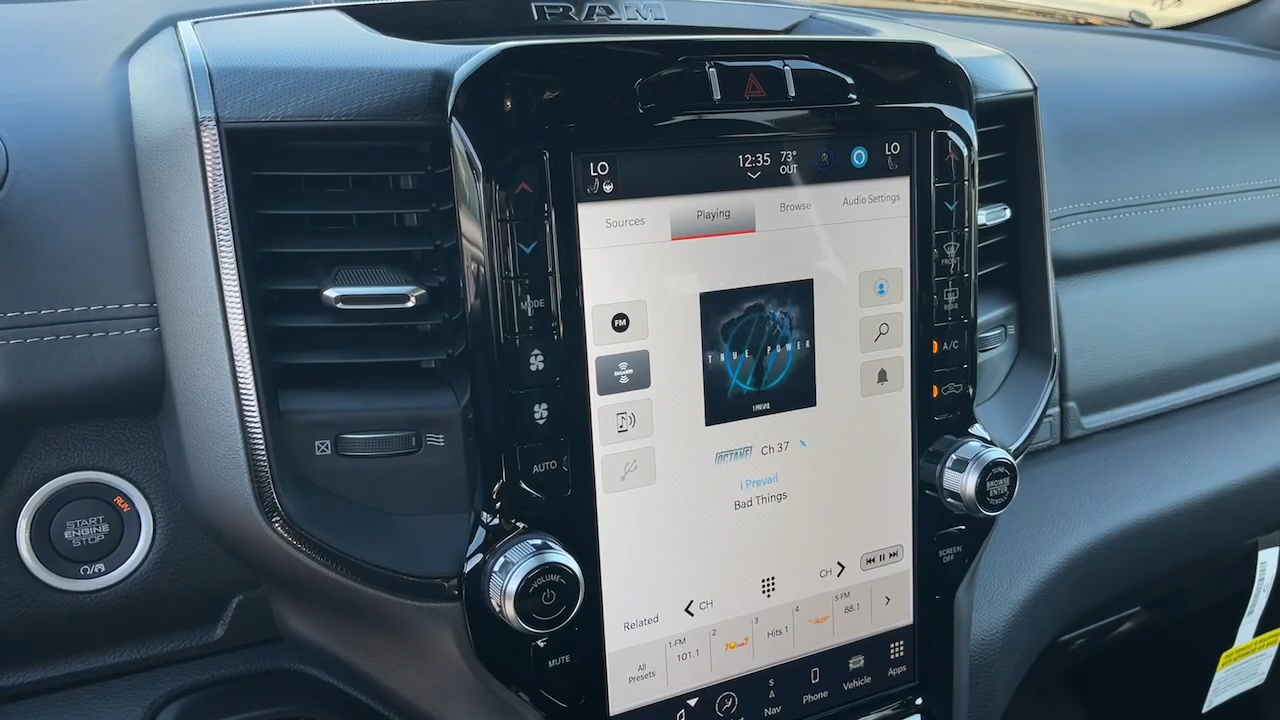 RAM
LO
12:35
73°
OUT
LO
Sources
Playing
Browse
Audio Settings
FM
TRUE POWER
I PREVAIL
OCTANE
Ch 37
I Prevail
Bad Things
Related
CH
CH
All
Presets
1-FM
101.1
2
3
Hits 1
4
5-FM
88.1
Nav
Phone
Vehicle
Apps
MODE
AUTO
VOLUME
MUTE
FRONT
REAR
A/C
TUNE
BROWSE
ENTER
SCROLL
SCREEN
OFF
START
ENGINE
STOP
RUN